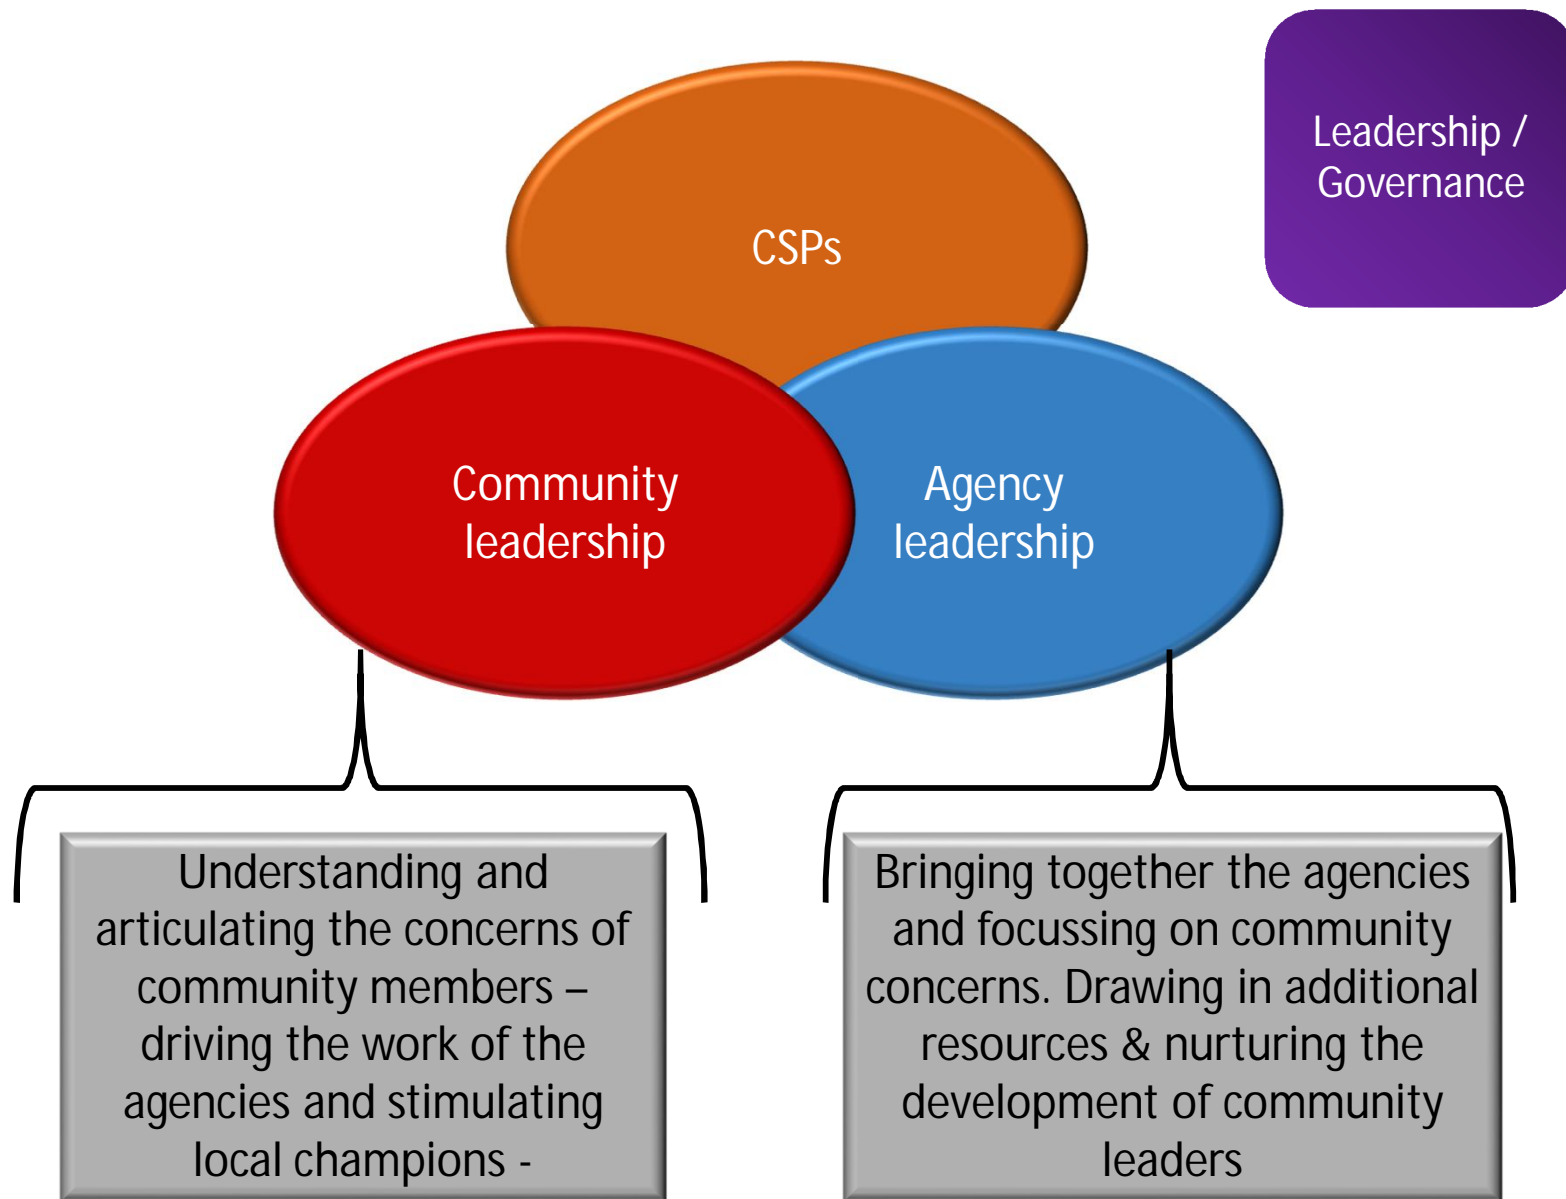 Leadership /
Governance
CSPs
Community
leadership
Agency
leadership
Understanding and
articulating the concerns of
community members –
driving the work of the
agencies and stimulating
local champions -
Bringing together the agencies
and focussing on community
concerns. Drawing in additional
resources & nurturing the
development of community
leaders